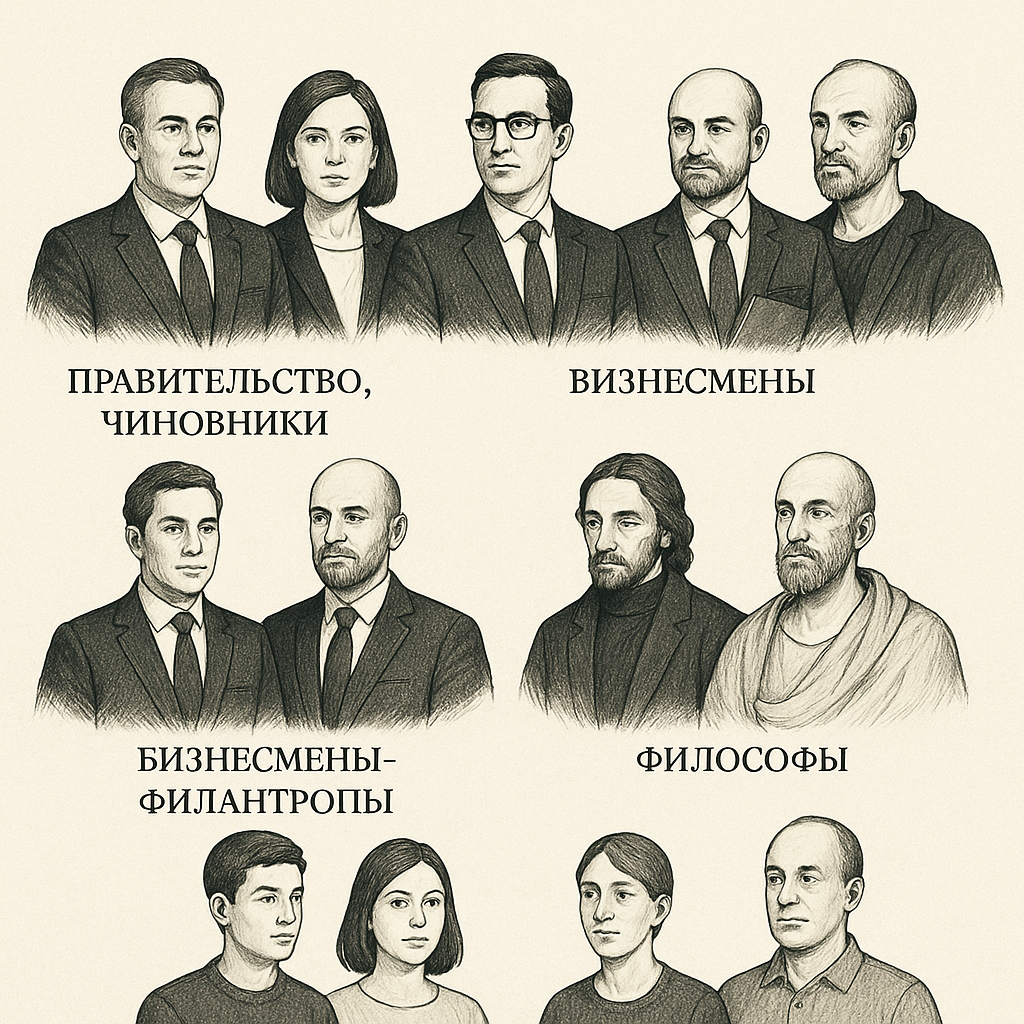 ПРАВИТЕЛЬСТВО,
ЧИНОВНИКИ
ВИЗНЕСМЕНЫ
БИЗНЕСМЕНЫ-
ФИЛАНТРОПЫ
ФИЛОСОФЫ